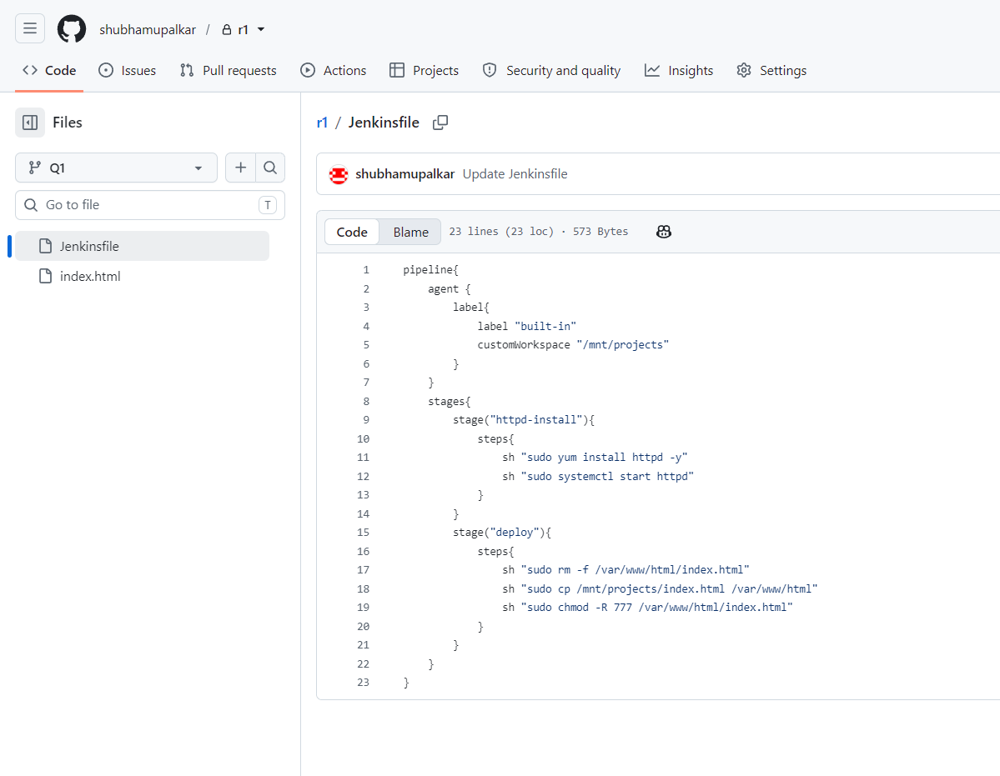 shubhamupalkar / r1
Code Issues Pull requests Actions Projects Security and quality Insights Settings
Files
Q1
Go to file T
Jenkinsfile
index.html
r1 / Jenkinsfile
shubhamupalkar Update Jenkinsfile
Code Blame 23 lines (23 loc) · 573 Bytes
1 pipeline{
2     agent {
3         label{
4             label "built-in"
5             customWorkspace "/mnt/projects"
6         }
7     }
8     stages{
9         stage("httpd-install"){
10             steps{
11                 sh "sudo yum install httpd -y"
12                 sh "sudo systemctl start httpd"
13             }
14         }
15         stage("deploy"){
16             steps{
17                 sh "sudo rm -f /var/www/html/index.html"
18                 sh "sudo cp /mnt/projects/index.html /var/www/html"
19                 sh "sudo chmod -R 777 /var/www/html/index.html"
20             }
21         }
22     }
23 }